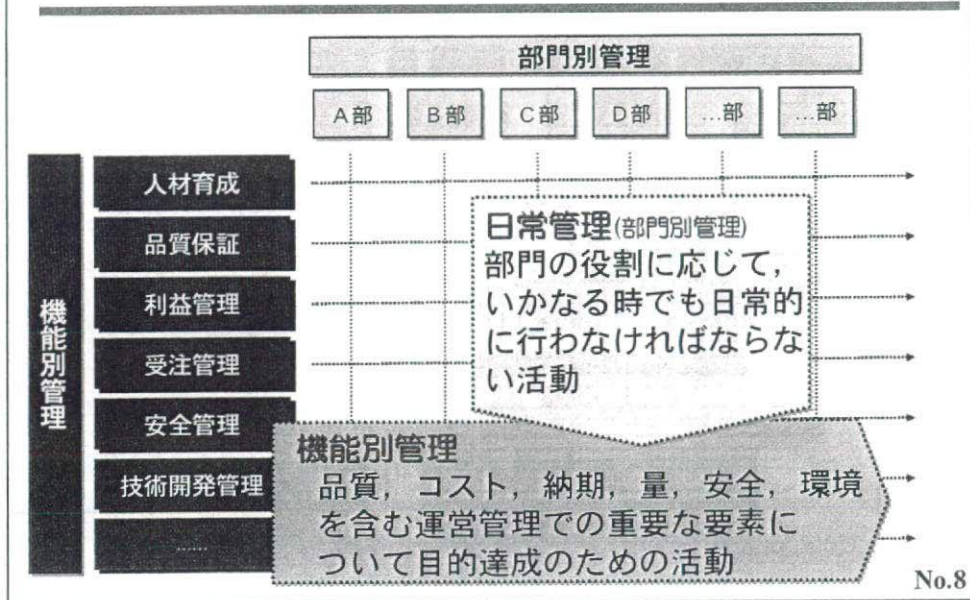 部門別管理
A部
B部
C部
D部
…部
…部
機能別管理
人材育成
品質保証
利益管理
受注管理
安全管理
技術開発管理
……
日常管理(部門別管理)
部門の役割に応じて，
いかなる時でも日常的
に行わなければならな
い活動
機能別管理
品質，コスト，納期，量，安全，環境
を含む運営管理での重要な要素に
ついて目的達成のための活動
No.8